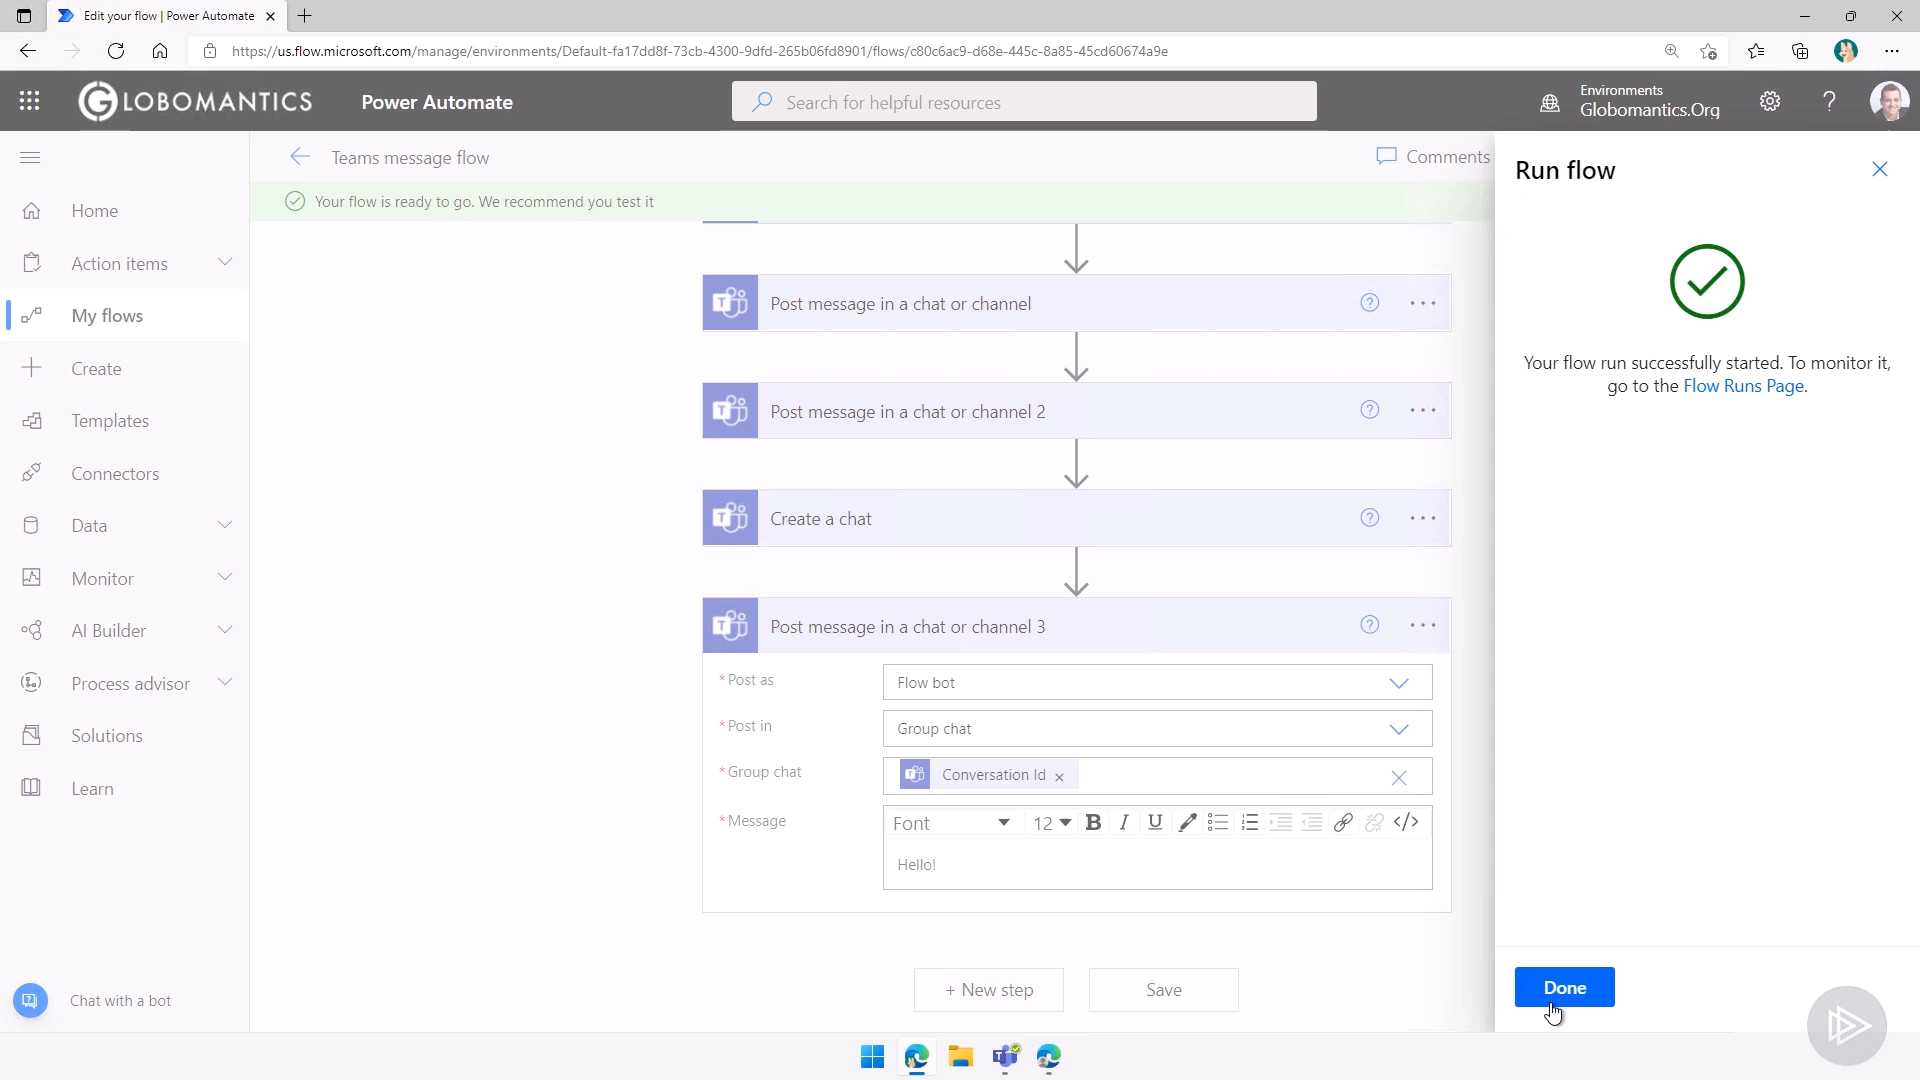 Edit your flow | Power Automate
https://us.flow.microsoft.com/manage/environments/Default-fa17dd8f-73cb-4300-9dfd-265b06fd8901/flows/c80c6ac9-d68e-445c-8a85-45cd60674a9e
GLOBOMANTICS
Power Automate
Search for helpful resources
Environments
Globomantics.Org
Teams message flow
Comments
Run flow
Your flow is ready to go. We recommend you test it
Home
Action items
My flows
Create
Templates
Connectors
Data
Monitor
AI Builder
Process advisor
Solutions
Learn
Chat with a bot
Post message in a chat or channel
Post message in a chat or channel 2
Create a chat
Post message in a chat or channel 3
* Post as
Flow bot
* Post in
Group chat
* Group chat
Conversation Id
* Message
Font 12 B I U </>
Hello!
+ New step
Save
Your flow run successfully started. To monitor it,
go to the Flow Runs Page.
Done